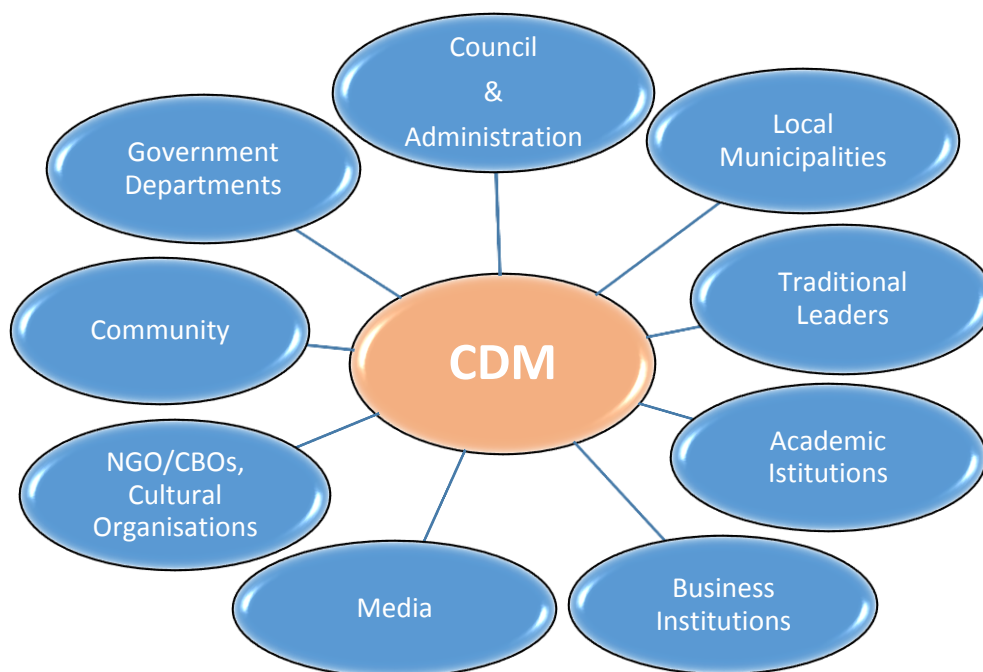 Council
&
Administration
Local
Municipalities
Government
Departments
Traditional
Leaders
Community
CDM
Academic
Istitutions
NGO/CBOs,
Cultural
Organisations
Business
Institutions
Media